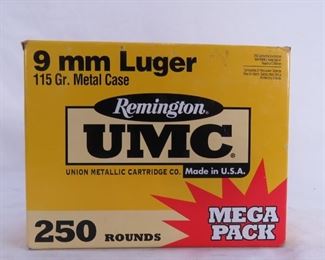 9 mm Luger
115 Gr. Metal Case
Remington®
UMC®
UNION METALLIC CARTRIDGE CO.
Made in U.S.A.
250 ROUNDS
MEGA
PACK